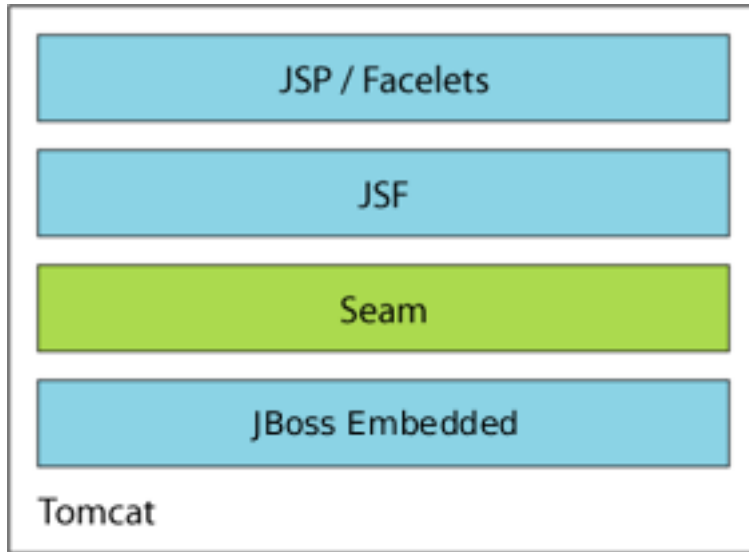 JSP / Facelets
JSF
Seam
JBoss Embedded
Tomcat